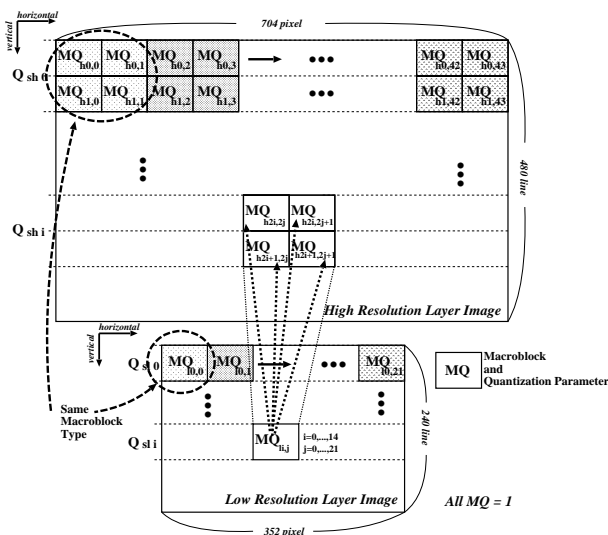 horizontal
vertical
704 pixel
Q sh 0
MQ h0,0 MQ h0,1 MQ h0,2 MQ h0,3 ••• MQ h0,42 MQ h0,43
MQ h1,0 MQ h1,1 MQ h1,2 MQ h1,3 ••• MQ h1,42 MQ h1,43
480 line
Q sh i
MQ h2i,2j MQ h2i,2j+1
MQ h2i+1,2j MQ h2i+1,2j+1
High Resolution Layer Image
horizontal
vertical
Q sl 0
MQ l0,0 MQ l0,1 ••• MQ l0,21
MQ
Macroblock
and
Quantization Parameter
Same
Macroblock
Type
240 line
Q sl i
MQ li,j
i=0,...,14
j=0,...,21
Low Resolution Layer Image
All MQ = 1
352 pixel